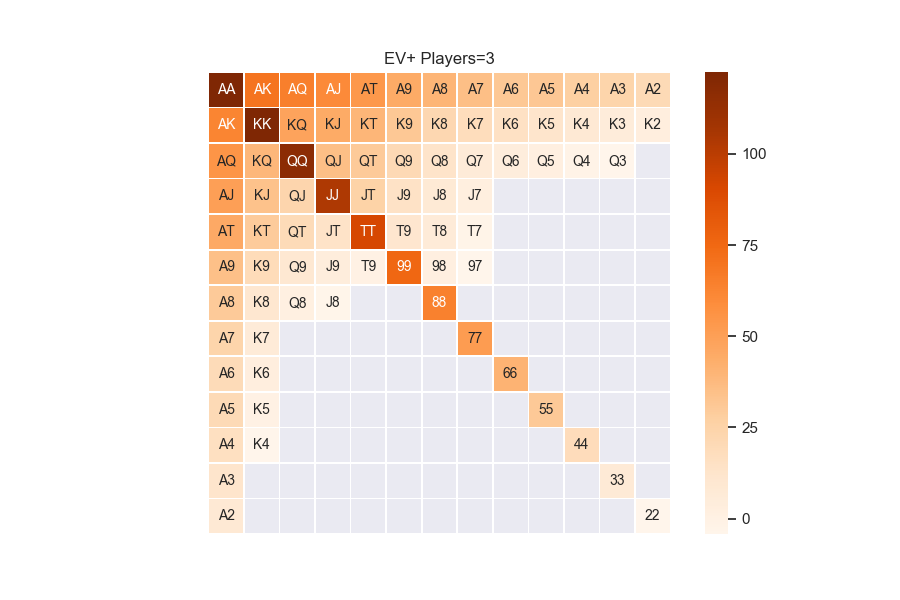 EV+ Players=3
AA AK AQ AJ AT A9 A8 A7 A6 A5 A4 A3 A2
AK KK KQ KJ KT K9 K8 K7 K6 K5 K4 K3 K2
AQ KQ QQ QJ QT Q9 Q8 Q7 Q6 Q5 Q4 Q3
AJ KJ QJ JJ JT J9 J8 J7
AT KT QT JT TT T9 T8 T7
A9 K9 Q9 J9 T9 99 98 97
A8 K8 Q8 J8 88
A7 K7 77
A6 K6 66
A5 K5 55
A4 K4 44
A3 33
A2 22
100
75
50
25
0